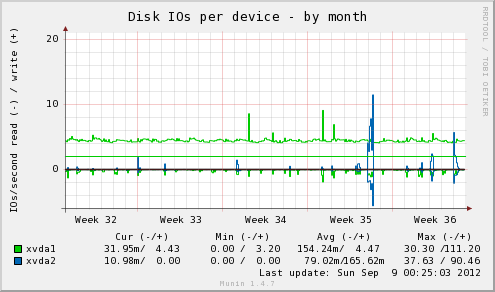 Disk IOs per device - by month
RRDTOOL / TOBI OETIKER
IOs/second read (-) / write (+)
20
10
0
Week 32 Week 33 Week 34 Week 35 Week 36
Cur (-/+) Min (-/+) Avg (-/+) Max (-/+)
xvda1 31.95m/ 4.43 0.00 / 3.20 154.24m/ 4.47 30.30 /111.20
xvda2 10.98m/ 0.00 0.00 / 0.00 79.02m/165.62m 37.63 / 90.46
Last update: Sun Sep 9 00:25:03 2012
Munin 1.4.7